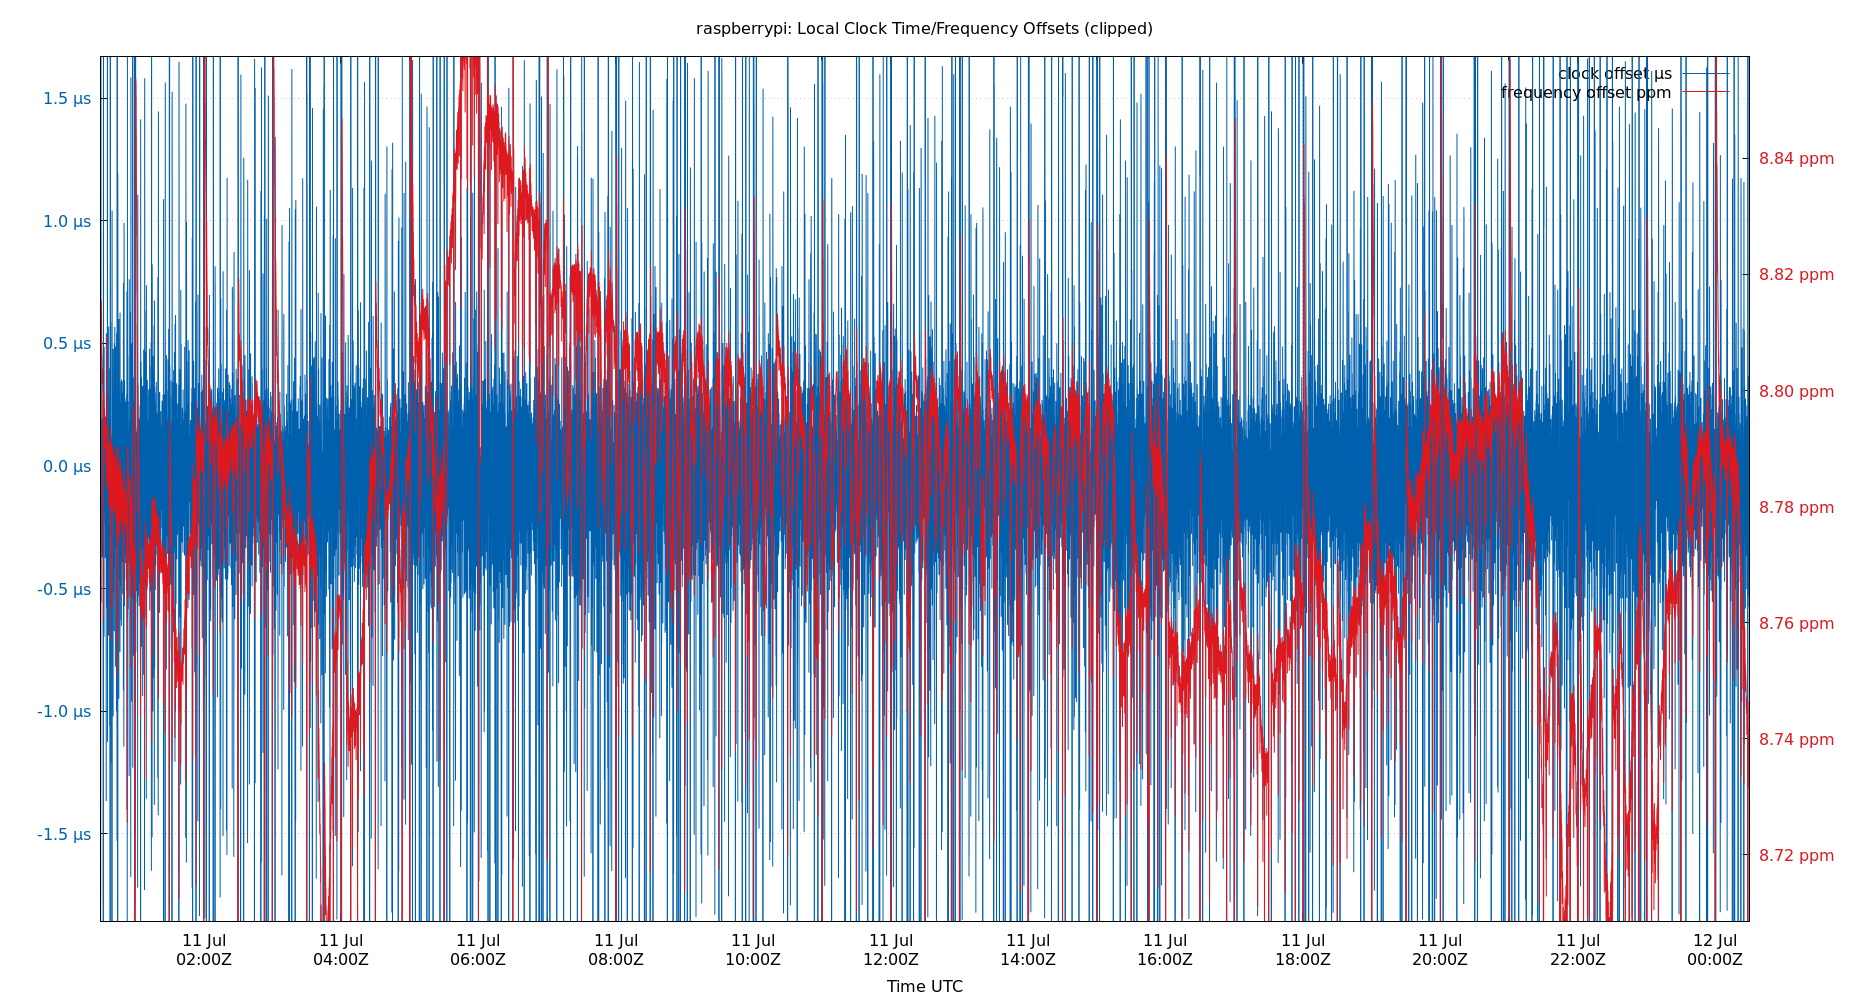 raspberrypi: Local Clock Time/Frequency Offsets (clipped)
clock offset µs
frequency offset ppm
1.5 µs
1.0 µs
0.5 µs
0.0 µs
-0.5 µs
-1.0 µs
-1.5 µs
8.84 ppm
8.82 ppm
8.80 ppm
8.78 ppm
8.76 ppm
8.74 ppm
8.72 ppm
11 Jul 11 Jul 11 Jul 11 Jul 11 Jul 11 Jul 11 Jul 11 Jul 11 Jul 11 Jul 11 Jul 12 Jul
02:00Z 04:00Z 06:00Z 08:00Z 10:00Z 12:00Z 14:00Z 16:00Z 18:00Z 20:00Z 22:00Z 00:00Z
Time UTC